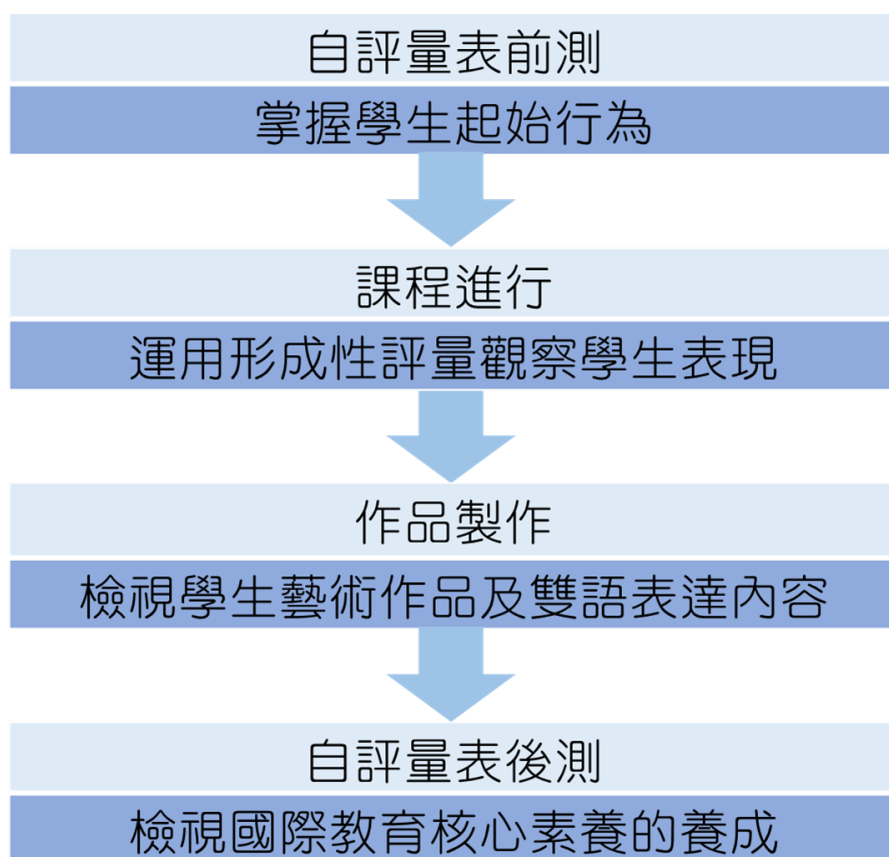 自評量表前測
掌握學生起始行為
課程進行
運用形成性評量觀察學生表現
作品製作
檢視學生藝術作品及雙語表達內容
自評量表後測
檢視國際教育核心素養的養成